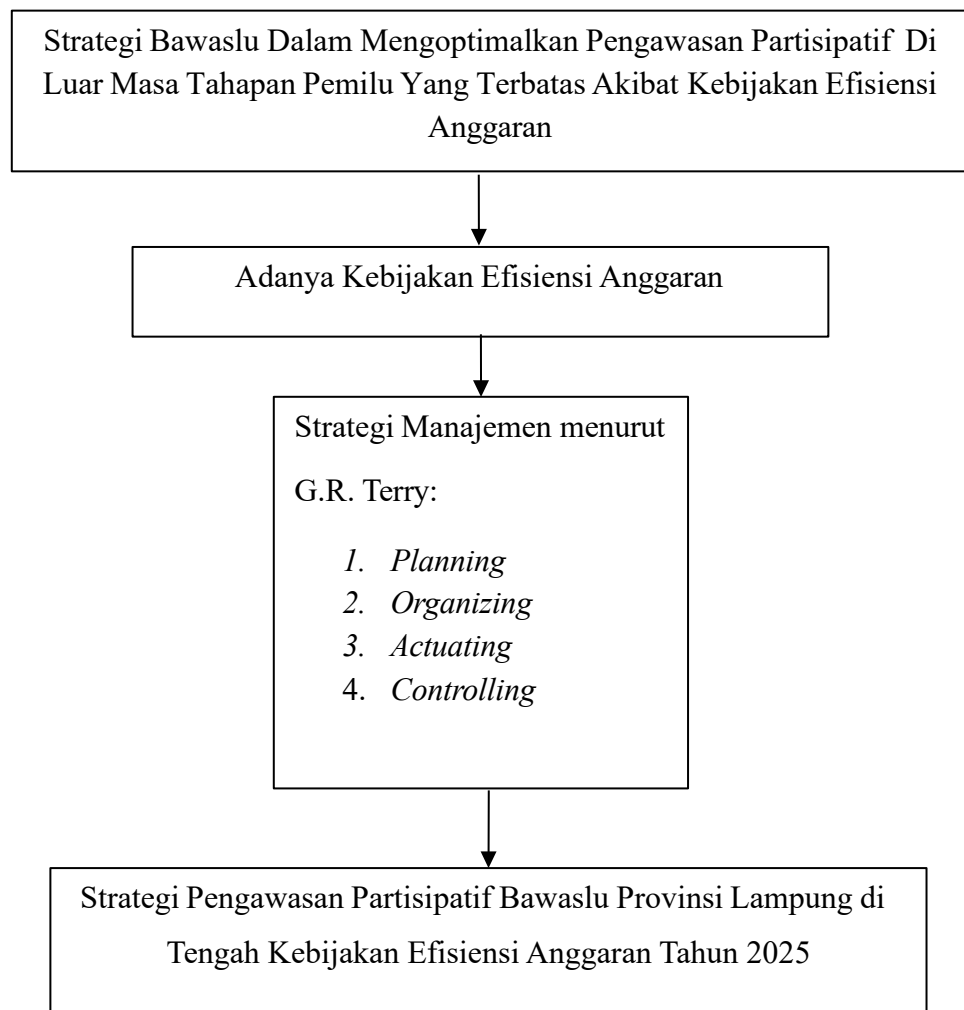 Strategi Bawaslu Dalam Mengoptimalkan Pengawasan Partisipatif Di
Luar Masa Tahapan Pemilu Yang Terbatas Akibat Kebijakan Efisiensi
Anggaran
Adanya Kebijakan Efisiensi Anggaran
Strategi Manajemen menurut
G.R. Terry:
1. Planning
2. Organizing
3. Actuating
4. Controlling
Strategi Pengawasan Partisipatif Bawaslu Provinsi Lampung di
Tengah Kebijakan Efisiensi Anggaran Tahun 2025